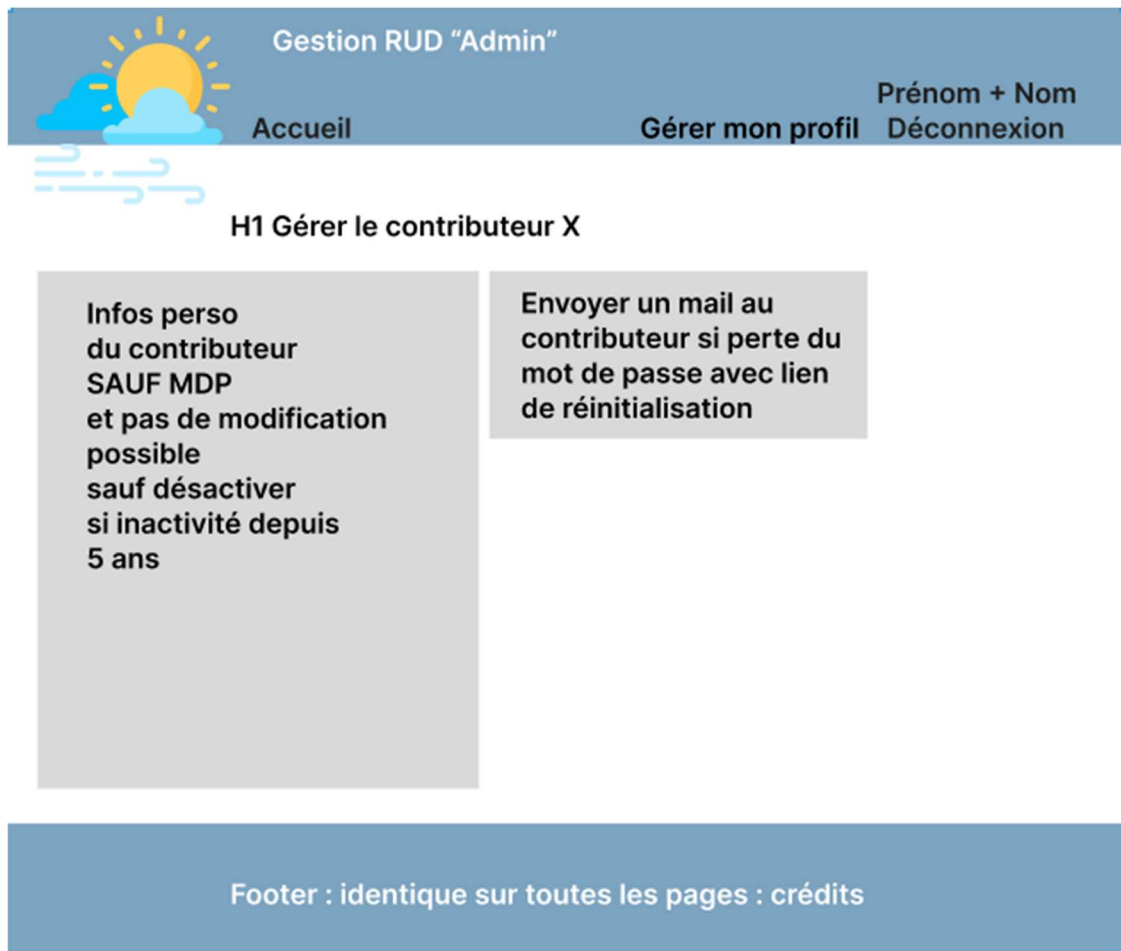 Gestion RUD “Admin”
Prénom + Nom
Accueil
Gérer mon profil
Déconnexion
H1 Gérer le contributeur X
Infos perso
du contributeur
SAUF MDP
et pas de modification
possible
sauf désactiver
si inactivité depuis
5 ans
Envoyer un mail au
contributeur si perte du
mot de passe avec lien
de réinitialisation
Footer : identique sur toutes les pages : crédits